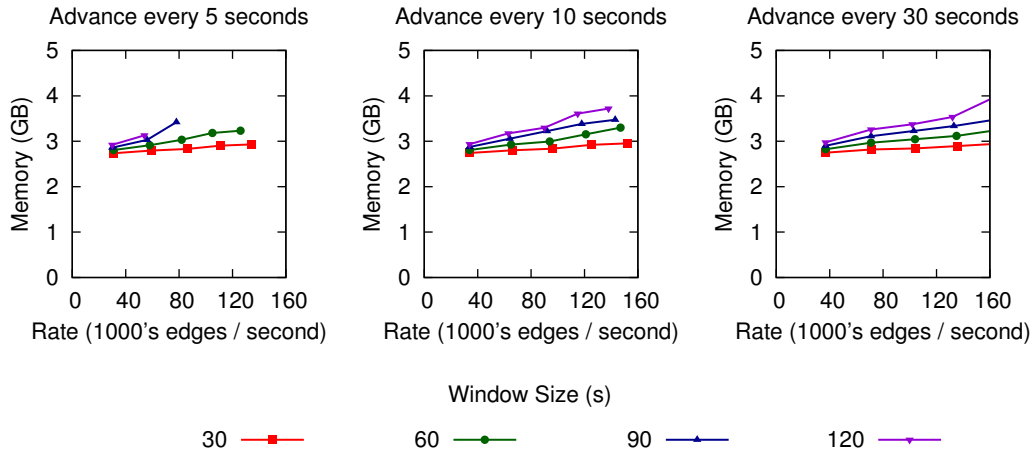 Advance every 5 seconds
Advance every 10 seconds
Advance every 30 seconds
Memory (GB)
5
4
3
2
1
0
0 40 80 120 160
Rate (1000's edges / second)
Memory (GB)
5
4
3
2
1
0
0 40 80 120 160
Rate (1000's edges / second)
Memory (GB)
5
4
3
2
1
0
0 40 80 120 160
Rate (1000's edges / second)
Window Size (s)
30 60 90 120